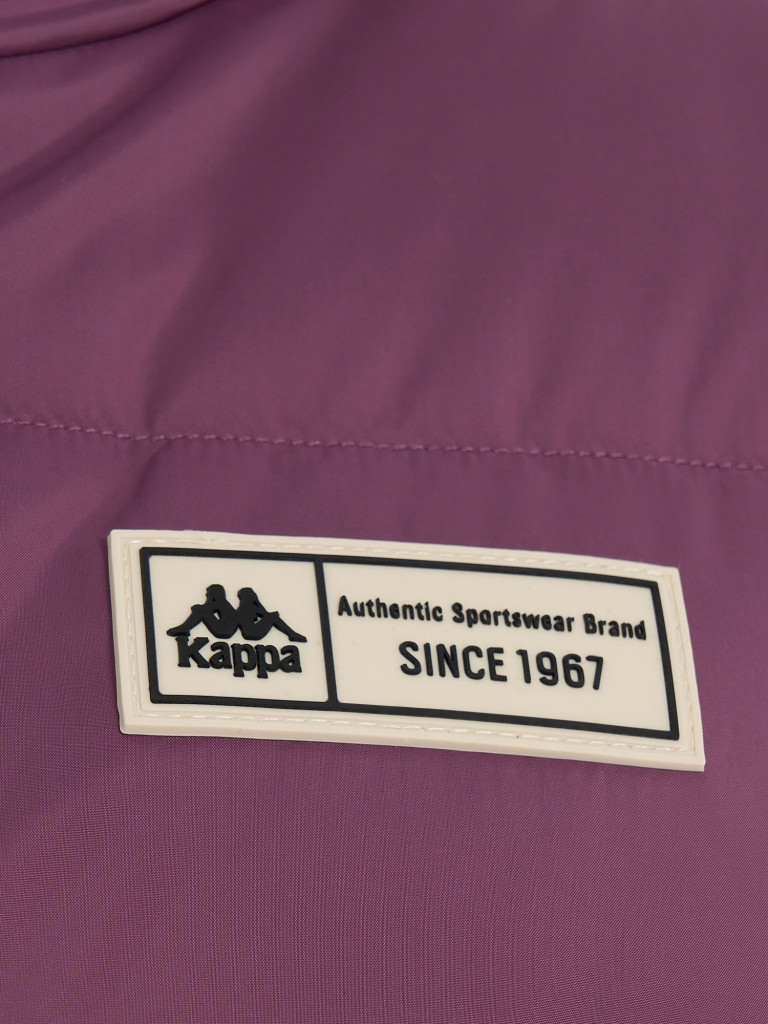 Kappa
Authentic Sportswear Brand
SINCE 1967